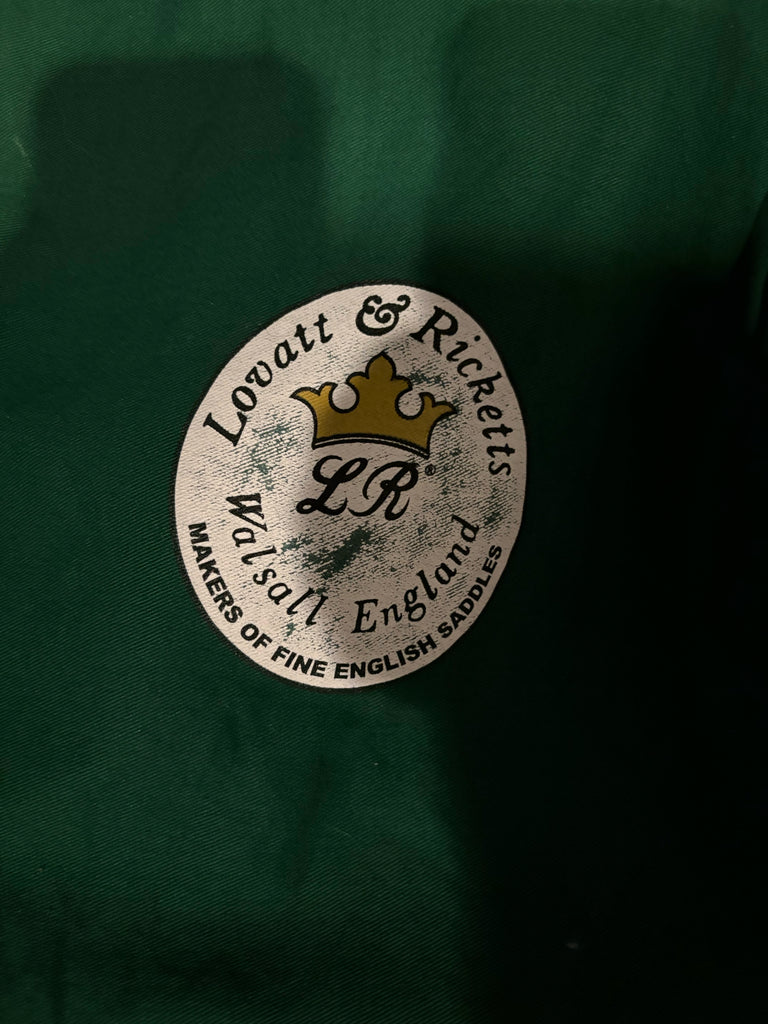 Lovatt & Ricketts
LR®
Walsall England
MAKERS OF FINE ENGLISH SADDLES